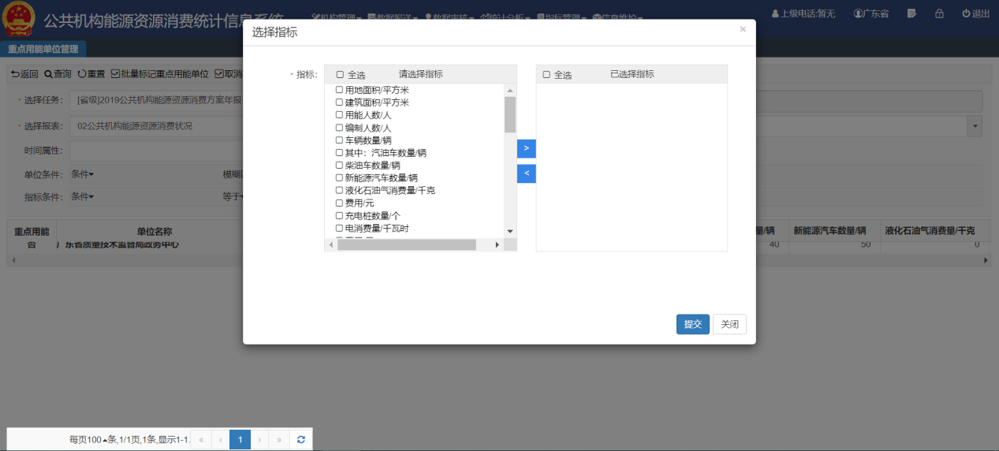 公共机构能源资源消费统计信息系统
机构管理 数据报送 数据审核 统计分析 指标管理 信息维护
上级电话:暂无 广东省 退出
重点用能单位管理
返回 查询 重置 批量标记重点用能单位 取消
* 选择任务: [省级]2019公共机构能源资源消费方案年报
* 选择报表: 02公共机构能源资源消费状况
时间属性:
单位条件: 条件 模糊
指标条件: 条件 等于
重点用能 单位名称 新能源汽车数量/辆 液化石油气消费量/千克
否 广东省质量技术监督局政务中心 40 50 0
选择指标 ×
* 指标: 全选 请选择指标
用地面积/平方米
建筑面积/平方米
用能人数/人
编制人数/人
车辆数量/辆
其中: 汽油车数量/辆
柴油车数量/辆
新能源汽车数量/辆
液化石油气消费量/千克
费用/元
充电桩数量/个
电消费量/千瓦时
>
<
全选 已选择指标
提交 关闭
每页100条,1/1页,1条,显示1-1. « ‹ 1 › »